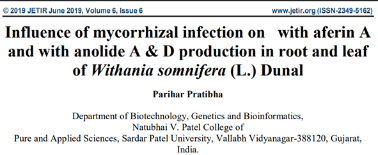 © 2019 JETIR June 2019, Volume 6, Issue 6 www.jetir.org (ISSN-2349-5162)
Influence of mycorrhizal infection on with aferin A
and with anolide A & D production in root and leaf
of Withania somnifera (L.) Dunal
Parihar Pratibha
Department of Biotechnology, Genetics and Bioinformatics,
Natubhai V. Patel College of
Pure and Applied Sciences, Sardar Patel University, Vallabh Vidyanagar-388120, Gujarat,
India.